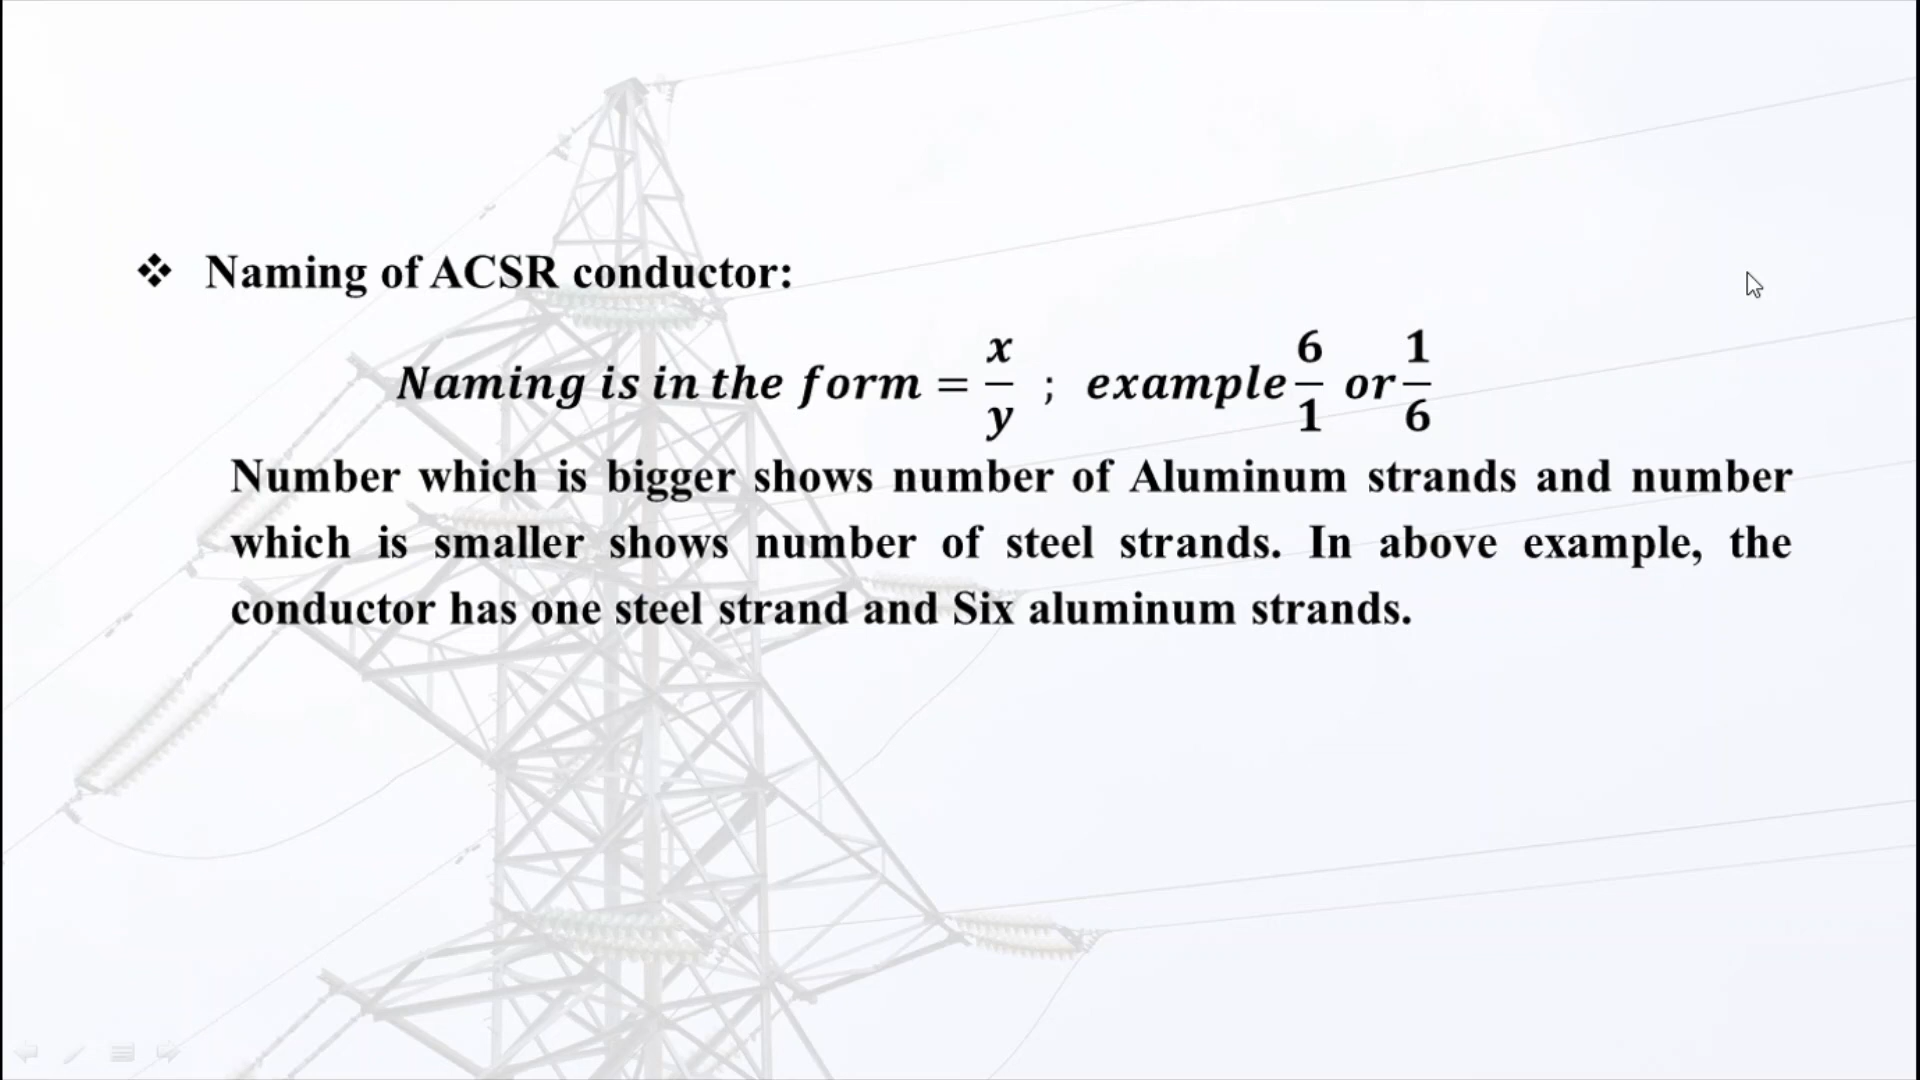 ❖ Naming of ACSR conductor:
Naming is in the form = x/y ; example 6/1 or 1/6
Number which is bigger shows number of Aluminum strands and number
which is smaller shows number of steel strands. In above example, the
conductor has one steel strand and Six aluminum strands.